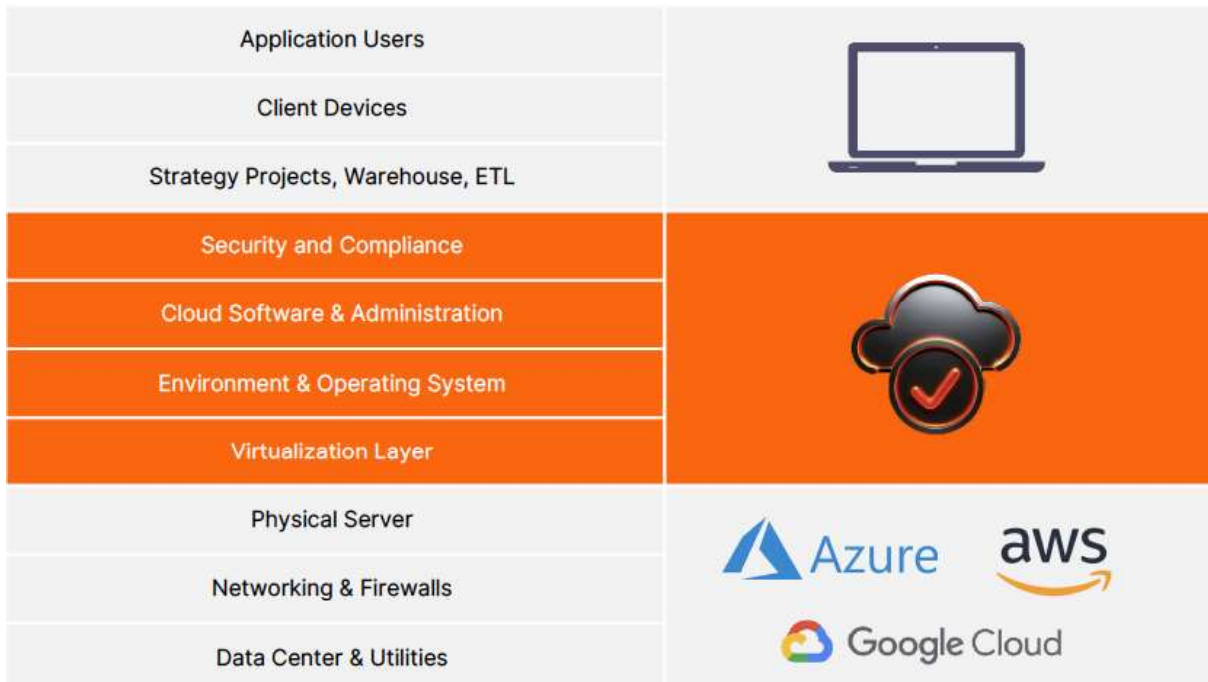 Application Users
Client Devices
Strategy Projects, Warehouse, ETL
Security and Compliance
Cloud Software & Administration
Environment & Operating System
Virtualization Layer
Physical Server
Networking & Firewalls
Data Center & Utilities
Azure
aws
Google Cloud